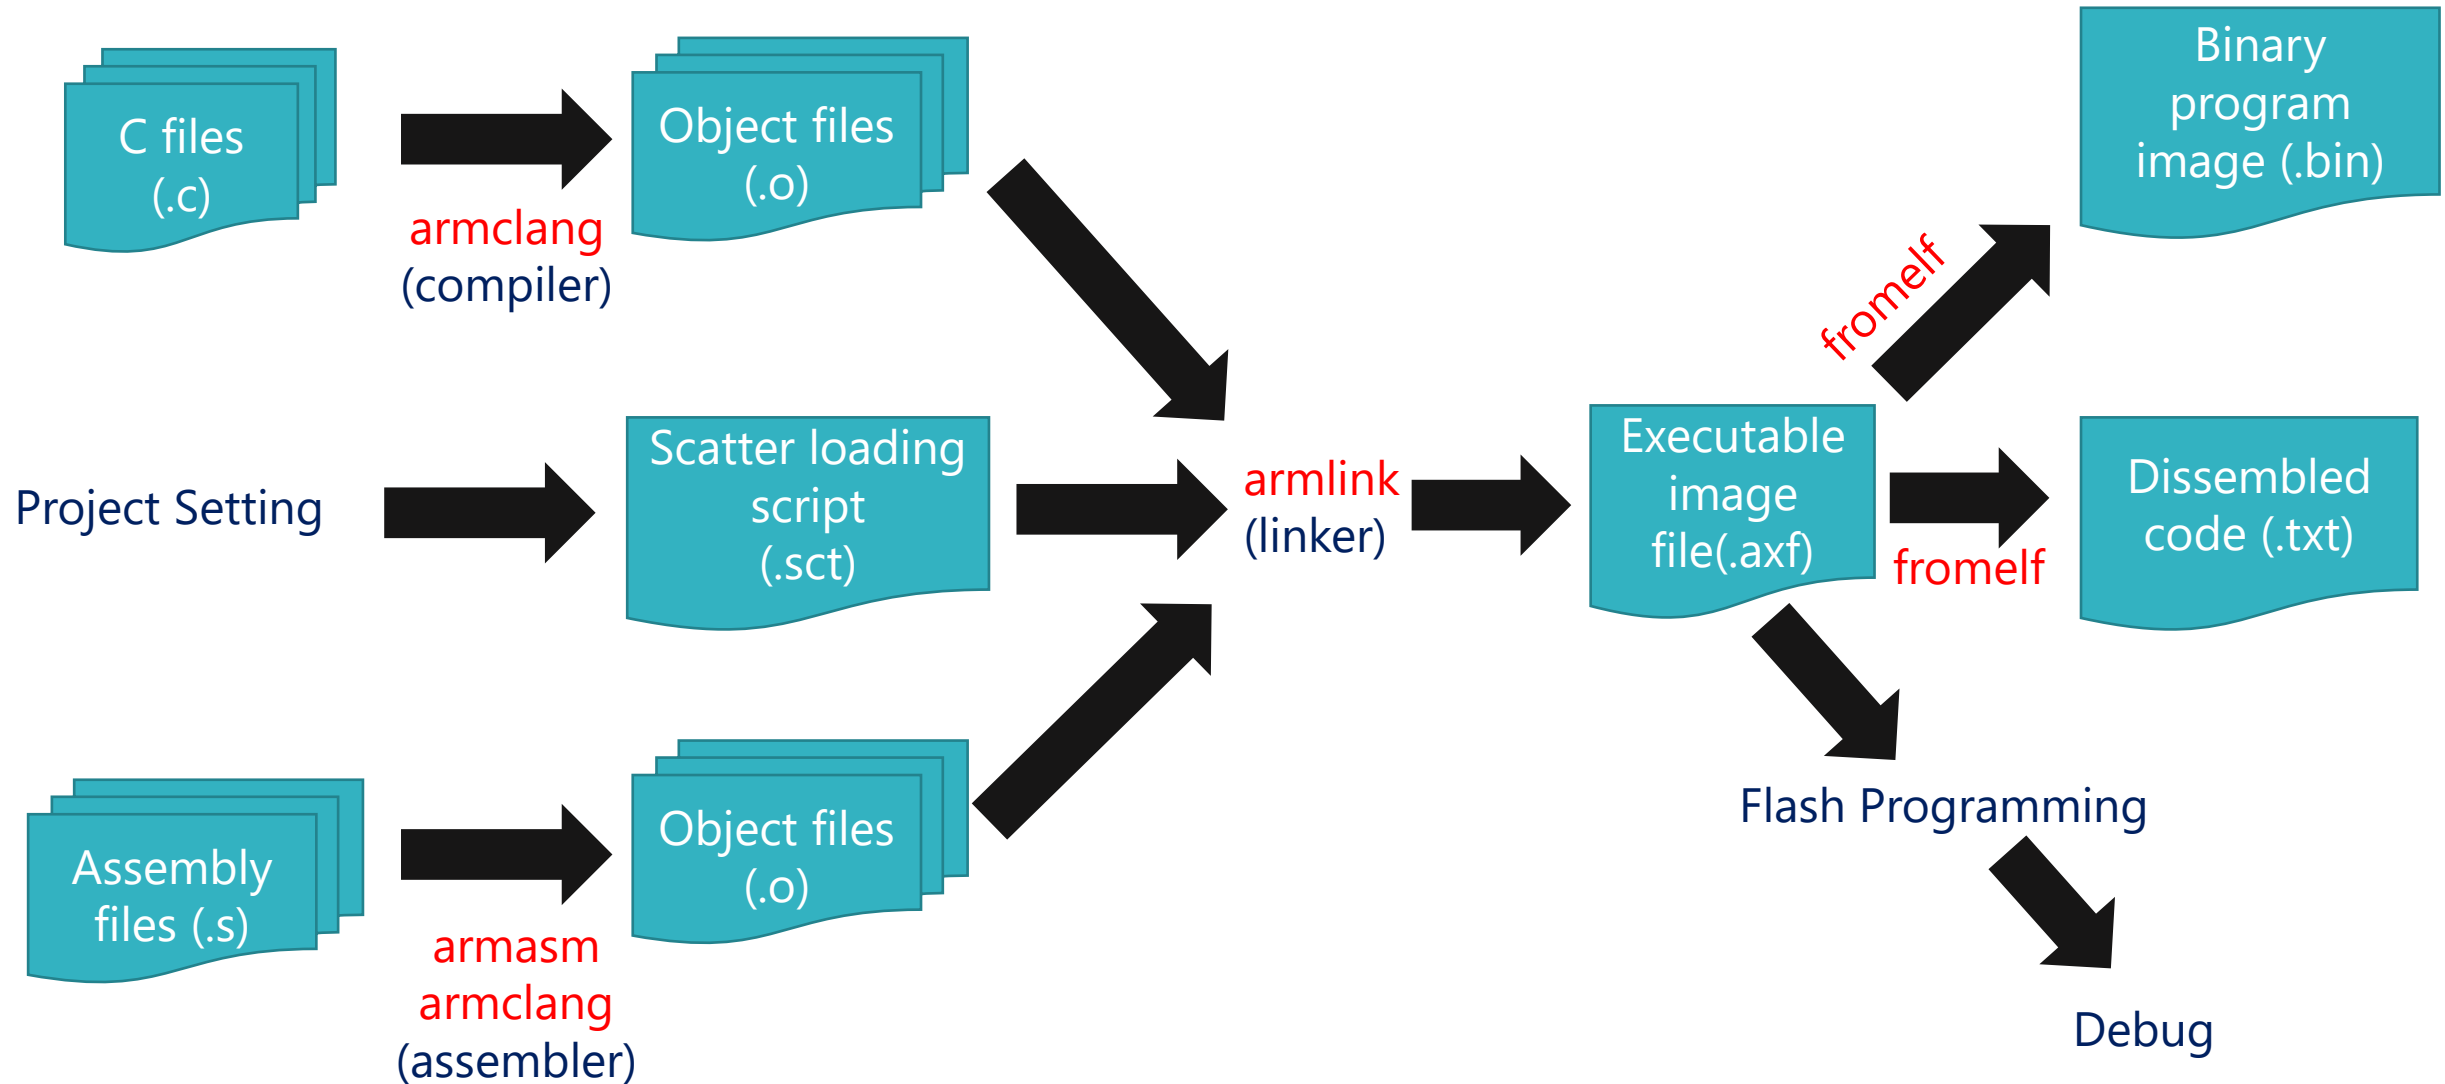 C files
(.c)
armclang
(compiler)
Object files
(.o)
Project Setting
Scatter loading
script
(.sct)
Assembly
files (.s)
armasm
armclang
(assembler)
Object files
(.o)
armlink
(linker)
Executable
image
file(.axf)
fromelf
Binary
program
image (.bin)
fromelf
Dissembled
code (.txt)
Flash Programming
Debug